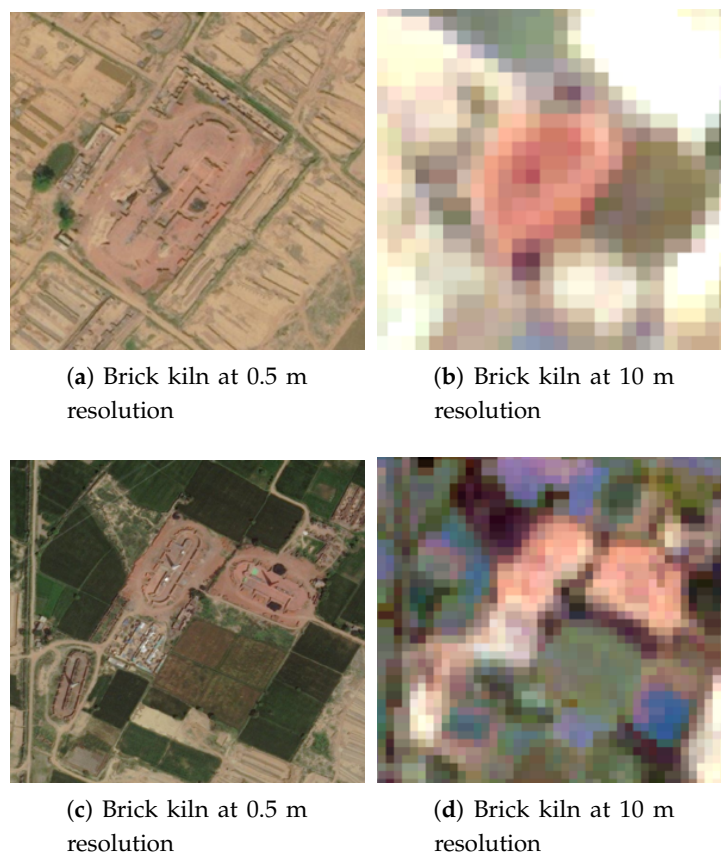 (a) Brick kiln at 0.5 m
resolution
(b) Brick kiln at 10 m
resolution
(c) Brick kiln at 0.5 m
resolution
(d) Brick kiln at 10 m
resolution